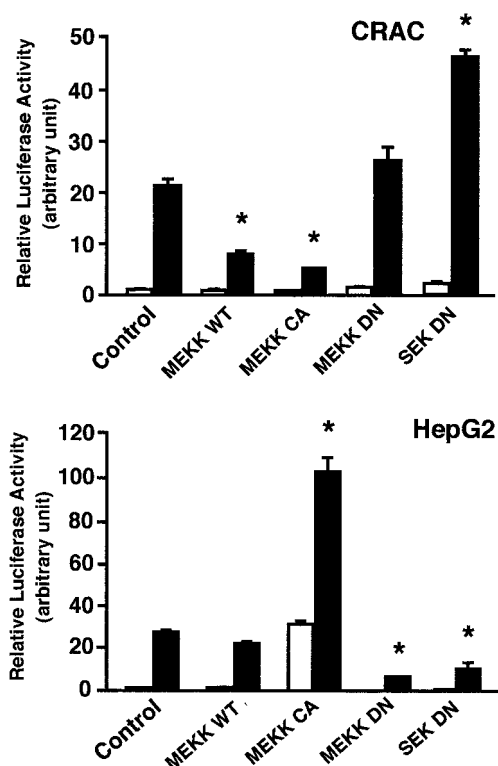 CRAC
*
50
40
30
20
10
0
Relative Luciferase Activity
(arbitrary unit)
*
*
Control
MEKK WT
MEKK CA
MEKK DN
SEK DN
HepG2
*
120
100
80
60
40
20
0
Relative Luciferase Activity
(arbitrary unit)
*
*
Control
MEKK WT
MEKK CA
MEKK DN
SEK DN